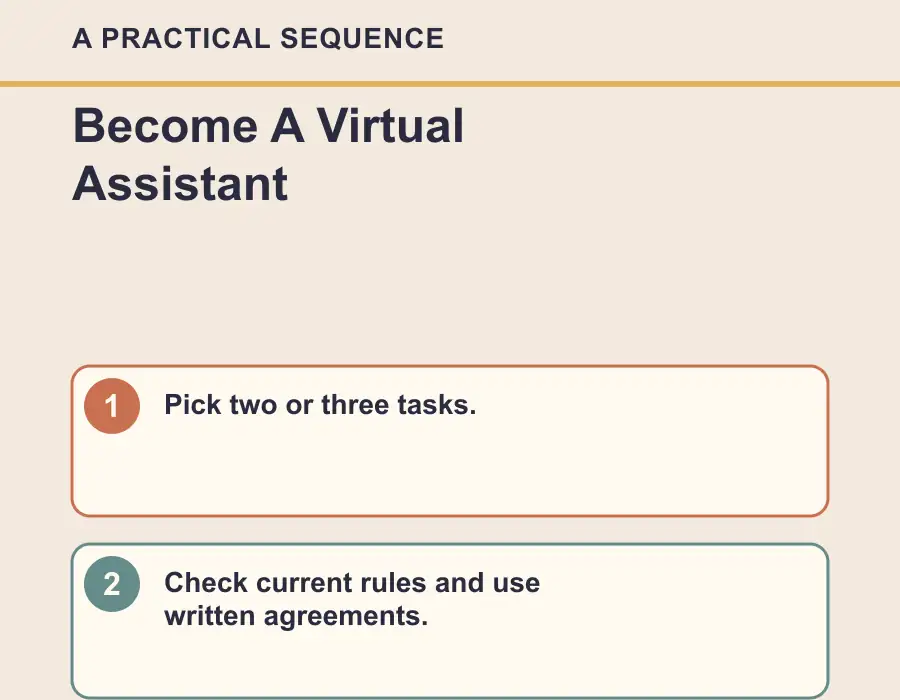 A PRACTICAL SEQUENCE
Become A Virtual
Assistant
1
Pick two or three tasks.
2
Check current rules and use
written agreements.